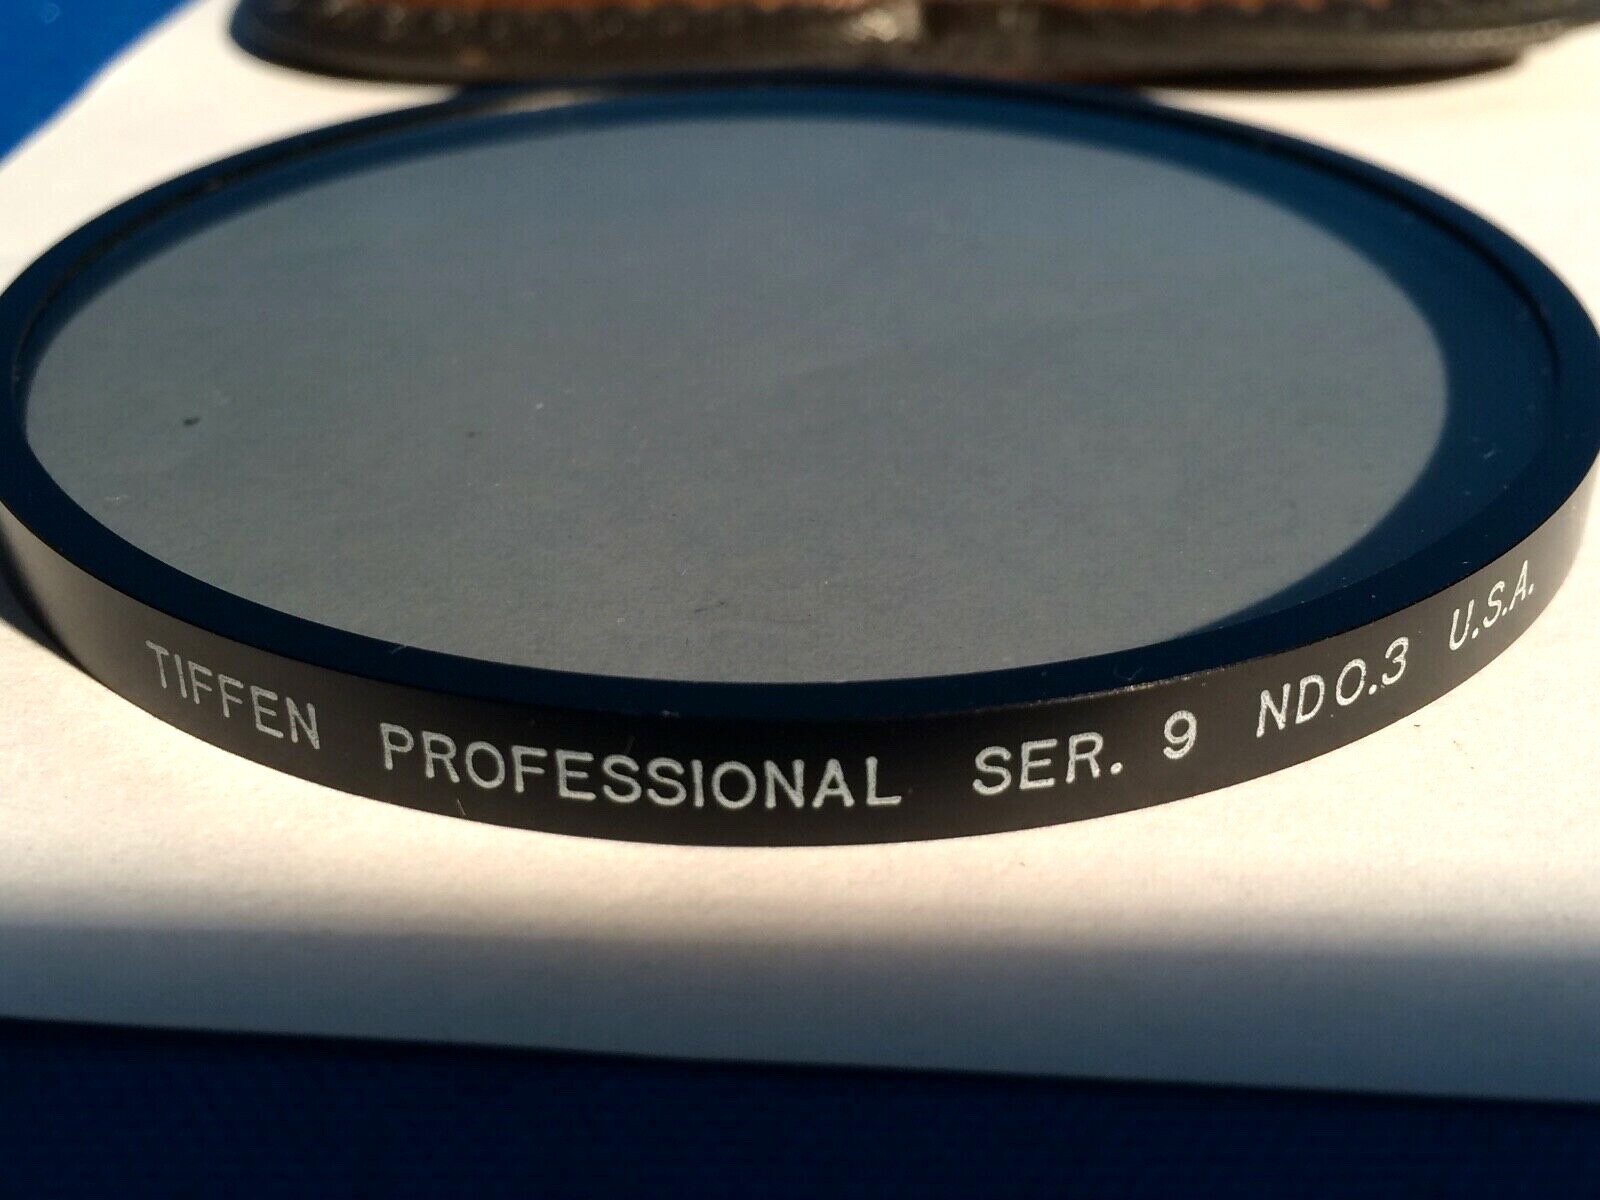 TIFFEN PROFESSIONAL SER. 9 ND0.3 U.S.A.